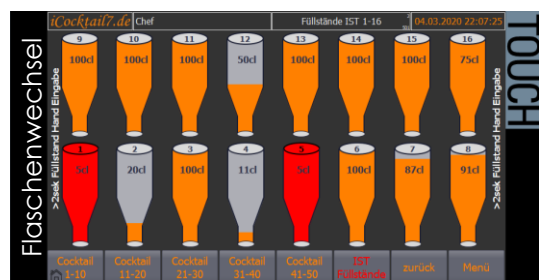 iCocktail7.de Chef Füllstände IST 1-16 04.03.2020 22:07:25
TOUCH
Flaschenwechsel
>2sek Füllstand Hand Eingabe
9 10 11 12 13 14 15 16
100cl 100cl 100cl 50cl 100cl 100cl 100cl 75cl
>2sek Füllstand Hand Eingabe
1 2 3 4 5 6 7 8
5cl 20cl 100cl 11cl 5cl 100cl 87cl 91cl
Cocktail Cocktail Cocktail Cocktail Cocktail IST
1-10 11-20 21-30 31-40 41-50 Füllstände zurück Menü